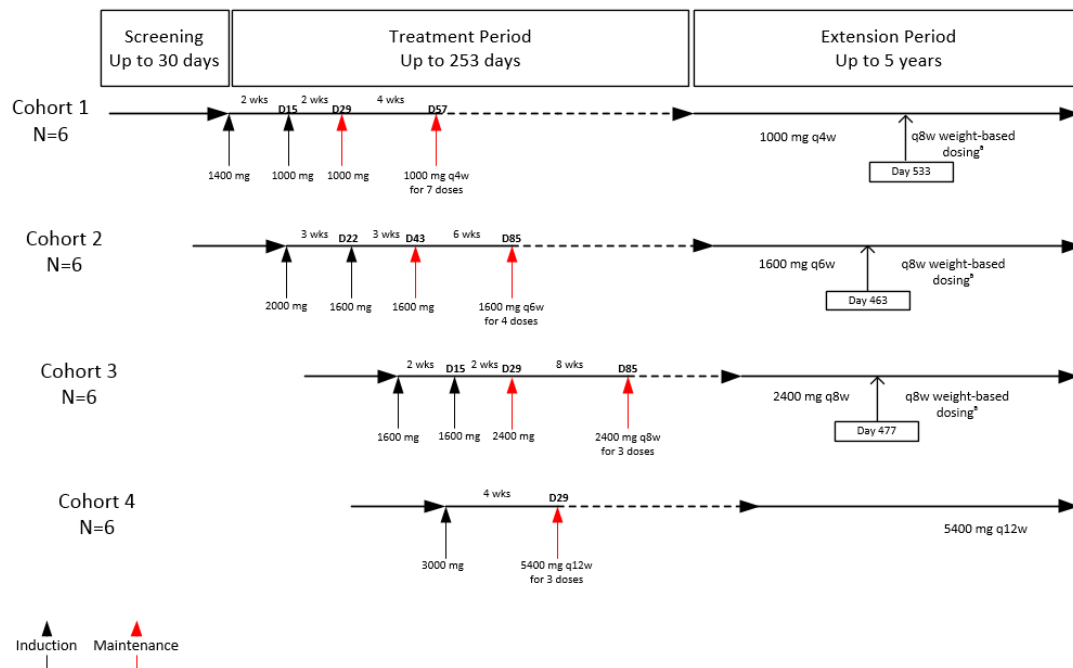 Screening
Up to 30 days
Treatment Period
Up to 253 days
Extension Period
Up to 5 years
Cohort 1
N=6
2 wks D15 2 wks D29 4 wks D57
1400 mg
1000 mg
1000 mg
1000 mg q4w
for 7 doses
1000 mg q4w
q8w weight-based
dosingª
Day 533
Cohort 2
N=6
3 wks D22 3 wks D43 6 wks D85
2000 mg
1600 mg
1600 mg
1600 mg q6w
for 4 doses
1600 mg q6w
q8w weight-based
dosingª
Day 463
Cohort 3
N=6
2 wks D15 2 wks D29 8 wks D85
1600 mg
1600 mg
2400 mg
2400 mg q8w
for 3 doses
2400 mg q8w
q8w weight-based
dosingª
Day 477
Cohort 4
N=6
4 wks D29
3000 mg
5400 mg q12w
for 3 doses
5400 mg q12w
Induction Maintenance